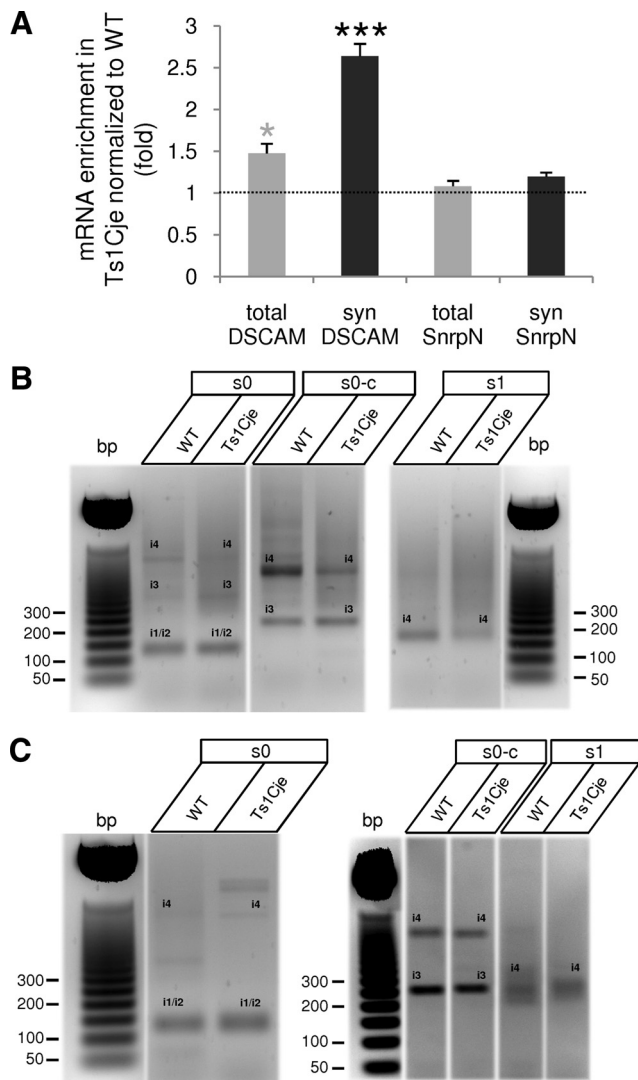 A
mRNA enrichment in
Ts1Cje normalized to WT
(fold)
3
2.5
2
1.5
1
0.5
0
*
***
total
DSCAM
syn
DSCAM
total
SnrpN
syn
SnrpN
B
s0
s0-c
s1
bp
WT
Ts1Cje
WT
Ts1Cje
WT
Ts1Cje
bp
i4 i4
i3 i3
i1/i2 i1/i2
i4 i4
i3 i3
i4 i4
300
200
100
50
300
200
100
50
C
s0
bp
WT
Ts1Cje
i4 i4
i1/i2 i1/i2
300
200
100
50
s0-c
s1
bp
WT
Ts1Cje
WT
Ts1Cje
i4 i4
i3 i3
i4 i4
300
200
100
50